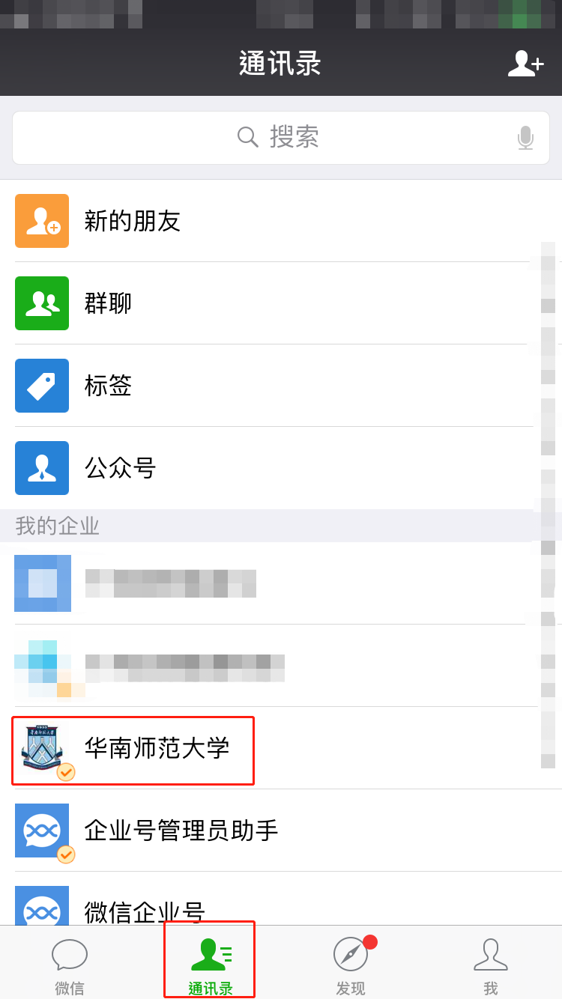 通讯录
搜索
新的朋友
群聊
标签
公众号
我的企业
华南师范大学
企业号管理员助手
微信企业号
微信
通讯录
发现
我